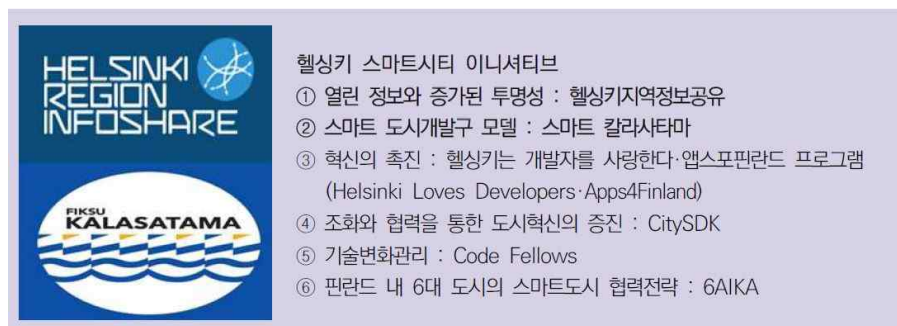 HELSINKI
REGION
INFOSHARE
FIKSU
KALASATAMA
헬싱키 스마트시티 이니셔티브
① 열린 정보와 증가된 투명성 : 헬싱키지역정보공유
② 스마트 도시개발구 모델 : 스마트 칼라사타마
③ 혁신의 촉진 : 헬싱키는 개발자를 사랑한다·앱스포핀란드 프로그램
(Helsinki Loves Developers·Apps4Finland)
④ 조화와 협력을 통한 도시혁신의 증진 : CitySDK
⑤ 기술변화관리 : Code Fellows
⑥ 핀란드 내 6대 도시의 스마트도시 협력전략 : 6AIKA